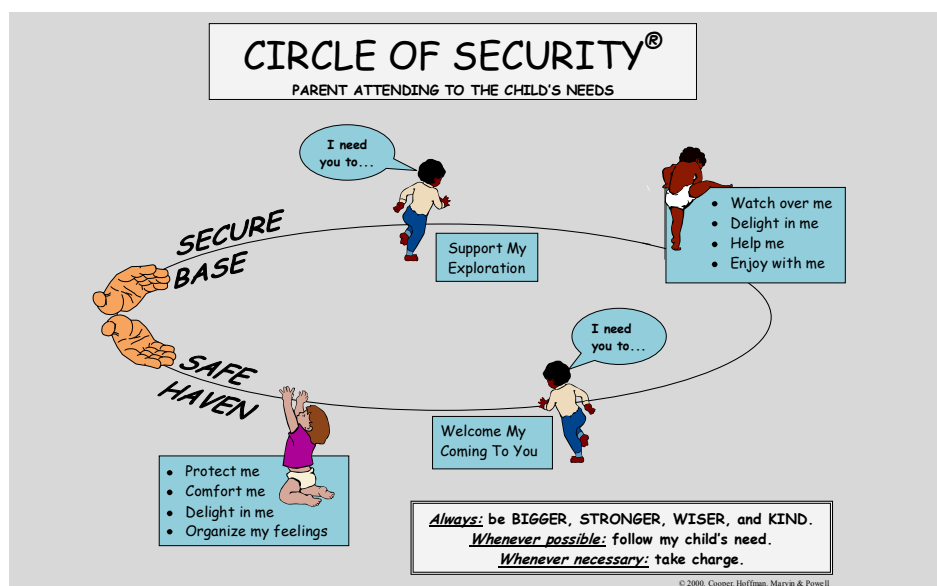 CIRCLE OF SECURITY®
PARENT ATTENDING TO THE CHILD'S NEEDS
I need
you to...
SECURE
BASE
Support My
Exploration
• Watch over me
• Delight in me
• Help me
• Enjoy with me
I need
you to...
SAFE
HAVEN
Welcome My
Coming To You
• Protect me
• Comfort me
• Delight in me
• Organize my feelings
Always: be BIGGER, STRONGER, WISER, and KIND.
Whenever possible: follow my child's need.
Whenever necessary: take charge.
© 2000, Cooper, Hoffman, Marvin & Powell